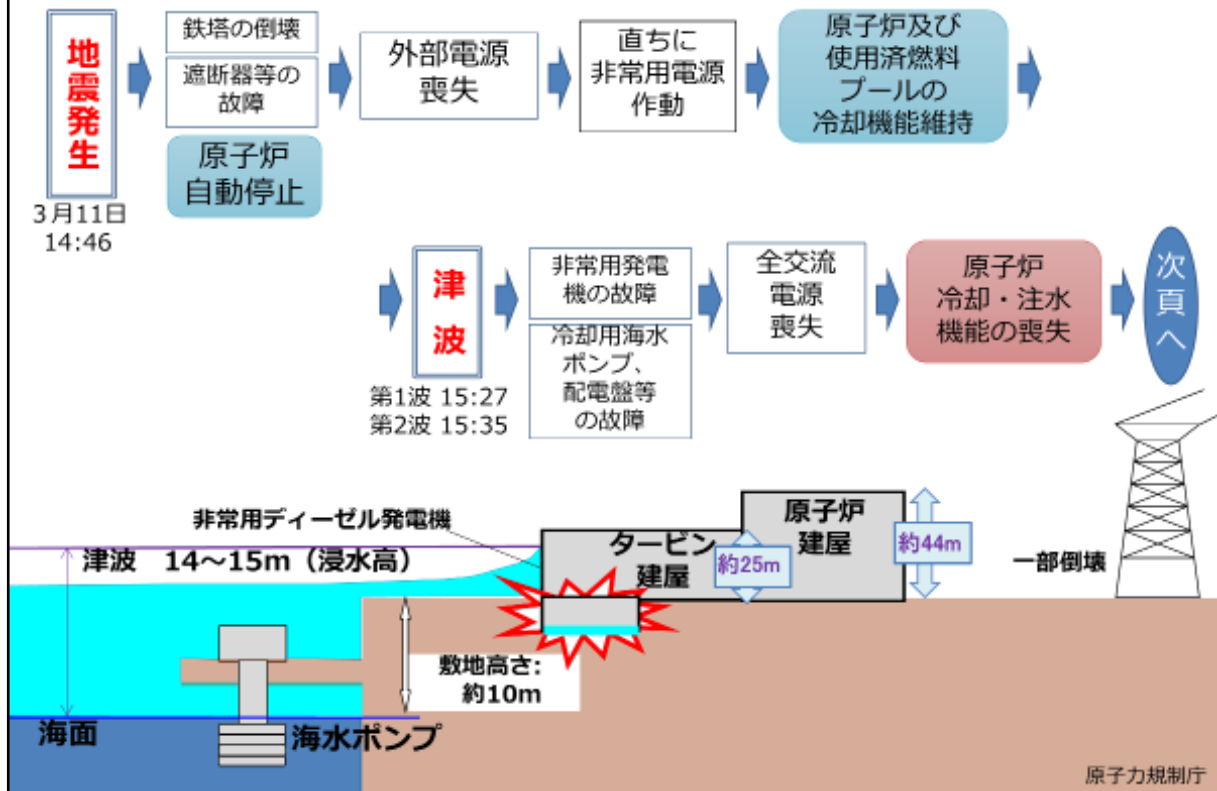 地震発生
3月11日
14:46
鉄塔の倒壊
遮断器等の
故障
原子炉
自動停止
外部電源
喪失
直ちに
非常用電源
作動
原子炉及び
使用済燃料
プールの
冷却機能維持
津波
第1波 15:27
第2波 15:35
非常用発電
機の故障
冷却用海水
ポンプ、
配電盤等
の故障
全交流
電源
喪失
原子炉
冷却・注水
機能の喪失
次頁へ
非常用ディーゼル発電機
津波 14~15m(浸水高)
タービン
建屋
約25m
原子炉
建屋
約44m
一部倒壊
敷地高さ:
約10m
海面
海水ポンプ
原子力規制庁